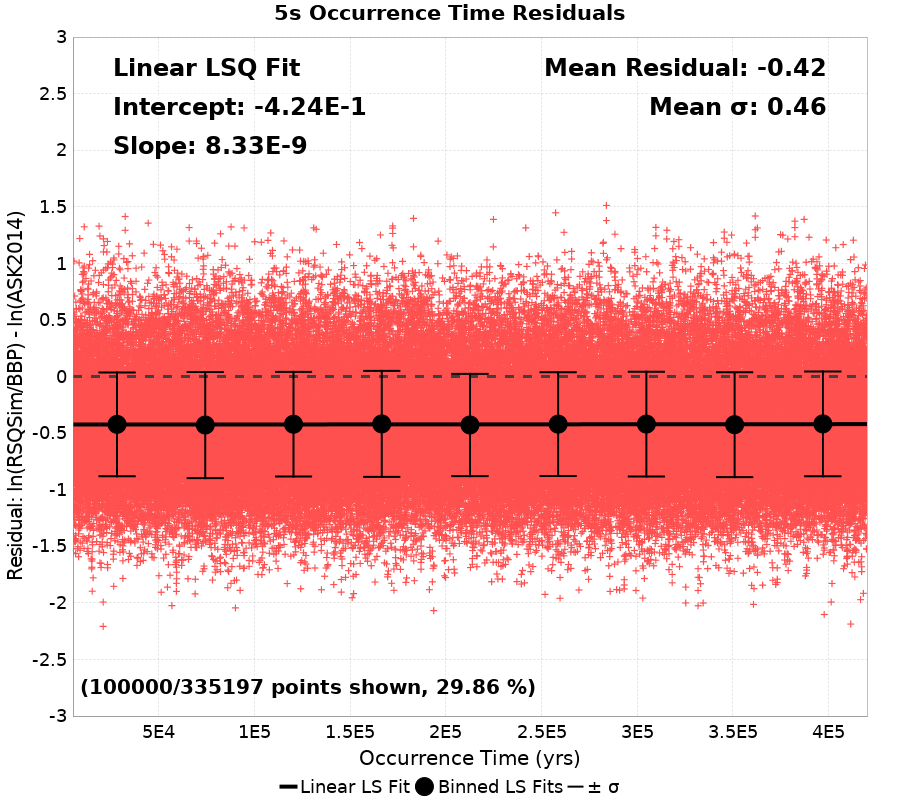 5s Occurrence Time Residuals
Linear LSQ Fit
Intercept: -4.24E-1
Slope: 8.33E-9
Mean Residual: -0.42
Mean σ: 0.46
Residual: ln(RSQSim/BBP) - ln(ASK2014)
3
2.5
2
1.5
1
0.5
0
-0.5
-1
-1.5
-2
-2.5
-3
(100000/335197 points shown, 29.86 %)
5E4 1E5 1.5E5 2E5 2.5E5 3E5 3.5E5 4E5
Occurrence Time (yrs)
Linear LS Fit Binned LS Fits ± σ